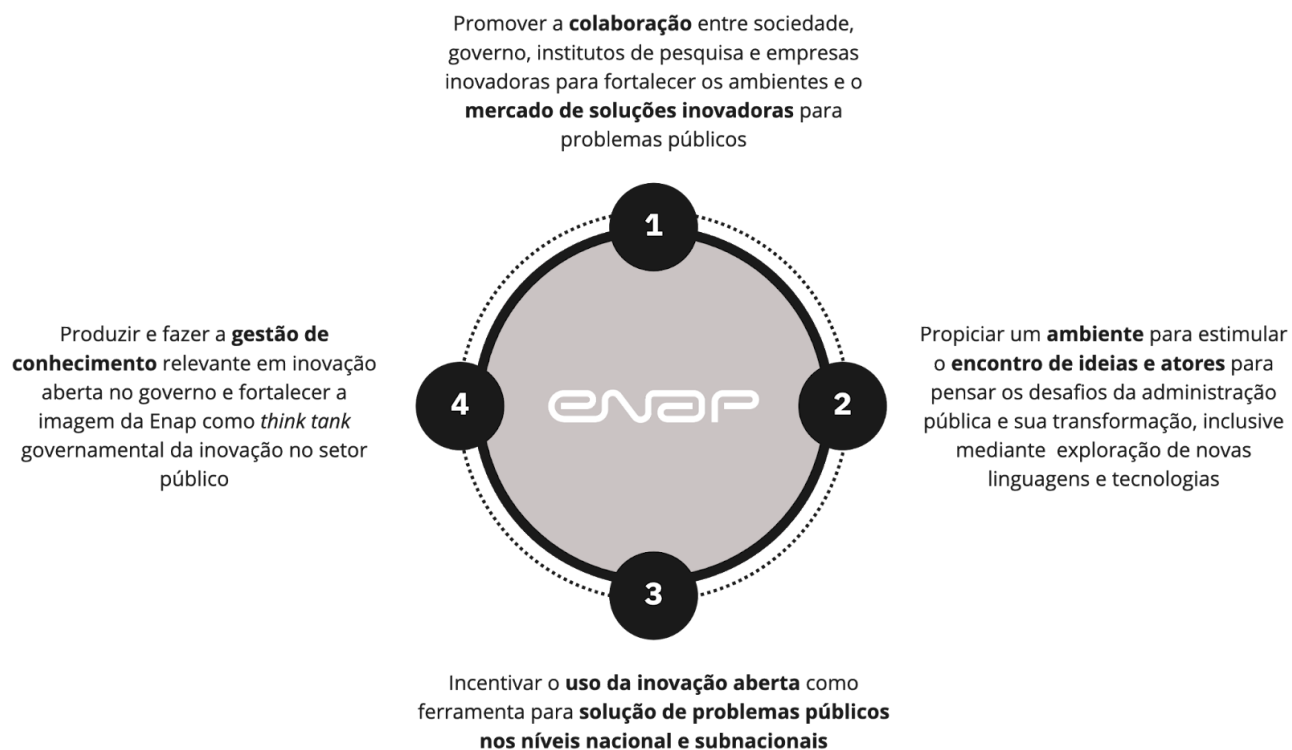 Promover a colaboração entre sociedade,
governo, institutos de pesquisa e empresas
inovadoras para fortalecer os ambientes e o
mercado de soluções inovadoras para
problemas públicos
1
Propiciar um ambiente para estimular
o encontro de ideias e atores para
pensar os desafios da administração
pública e sua transformação, inclusive
mediante exploração de novas
linguagens e tecnologias
2
3
Incentivar o uso da inovação aberta como
ferramenta para solução de problemas públicos
nos níveis nacional e subnacionais
Produzir e fazer a gestão de
conhecimento relevante em inovação
aberta no governo e fortalecer a
imagem da Enap como think tank
governamental da inovação no setor
público
4
enap